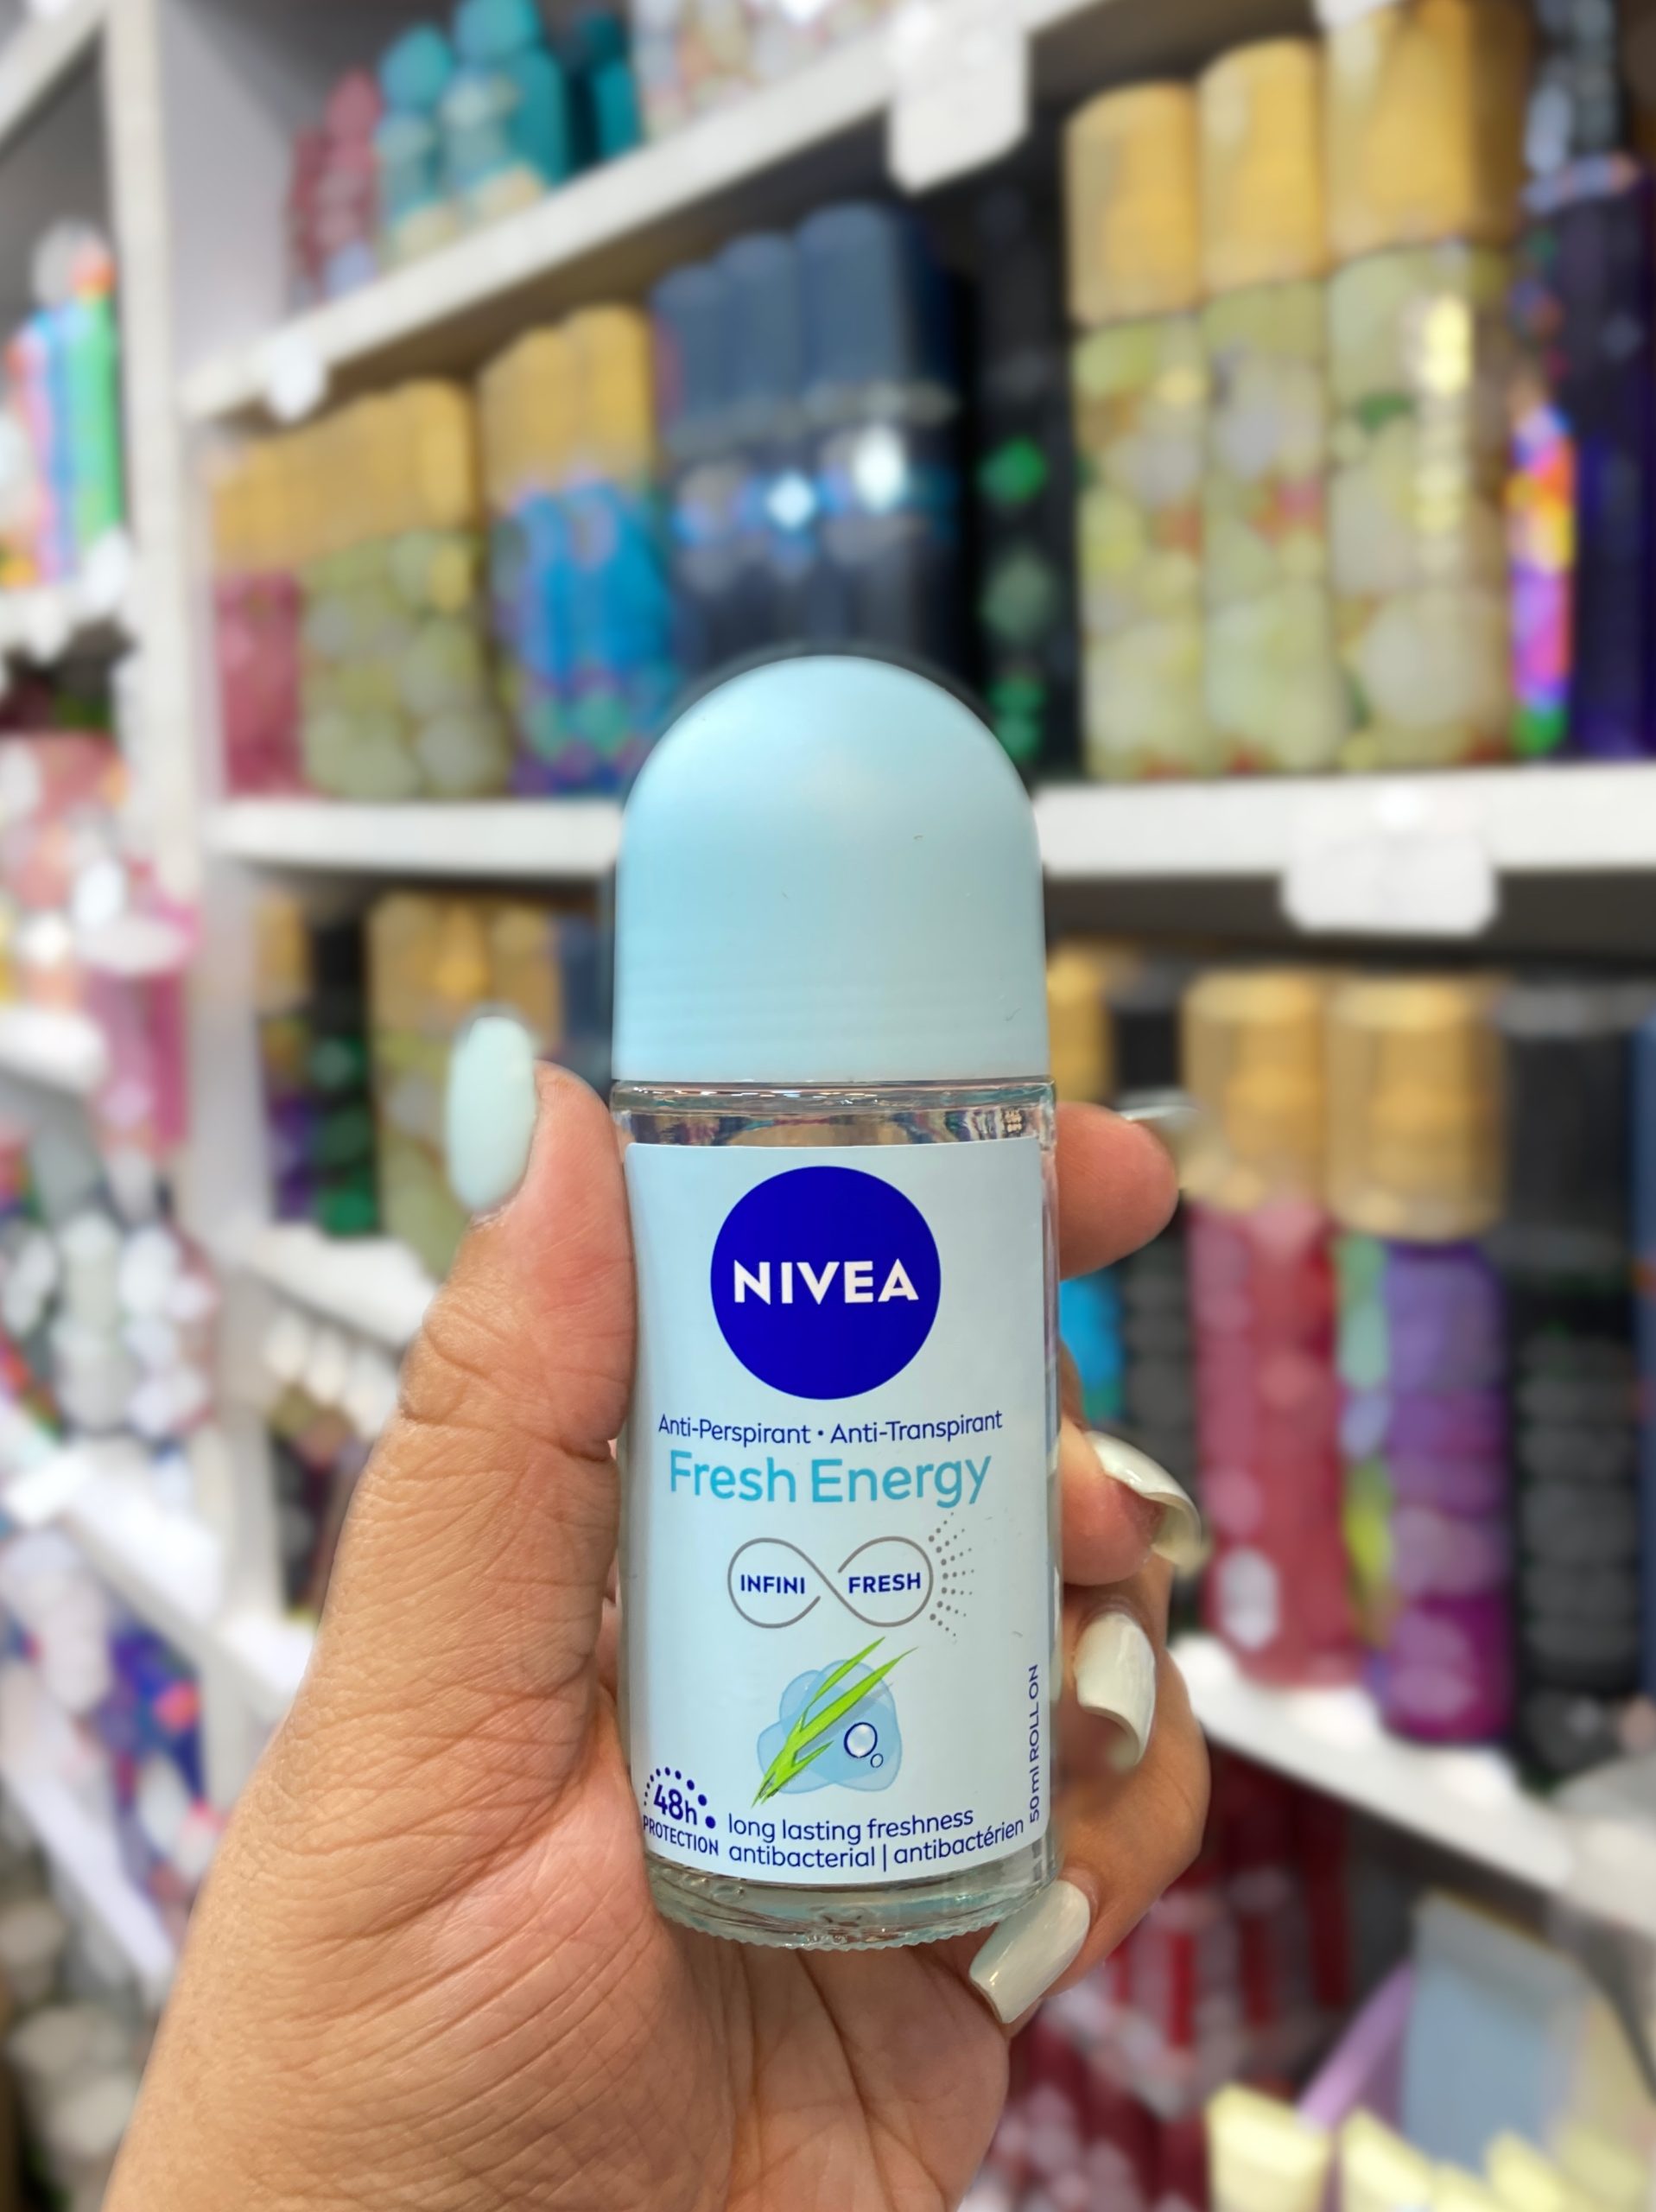 NIVEA
Anti-Perspirant • Anti-Transpirant
Fresh Energy
INFINI FRESH
48h
PROTECTION
long lasting freshness
antibacterial | antibactérien
50 ml ROLL ON